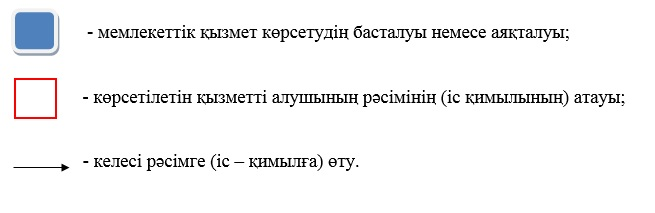 - мемлекеттік қызмет көрсетудің басталуы немесе аяқталуы;
- көрсетілетін қызметті алушының рәсімінің (іс қимылының) атауы;
- келесі рәсімге (іс – қимылға) өту.